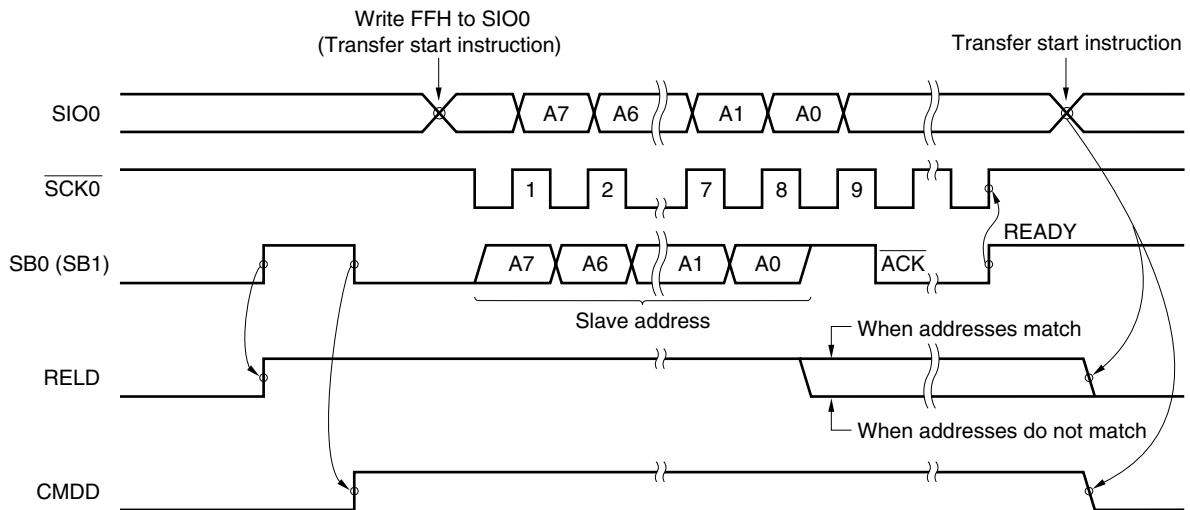 Write FFH to SIO0
(Transfer start instruction)
Transfer start instruction
SIO0
A7
A6
A1
A0
SCK0
1
2
7
8
9
READY
SB0 (SB1)
A7
A6
A1
A0
ACK
Slave address
When addresses match
RELD
When addresses do not match
CMDD